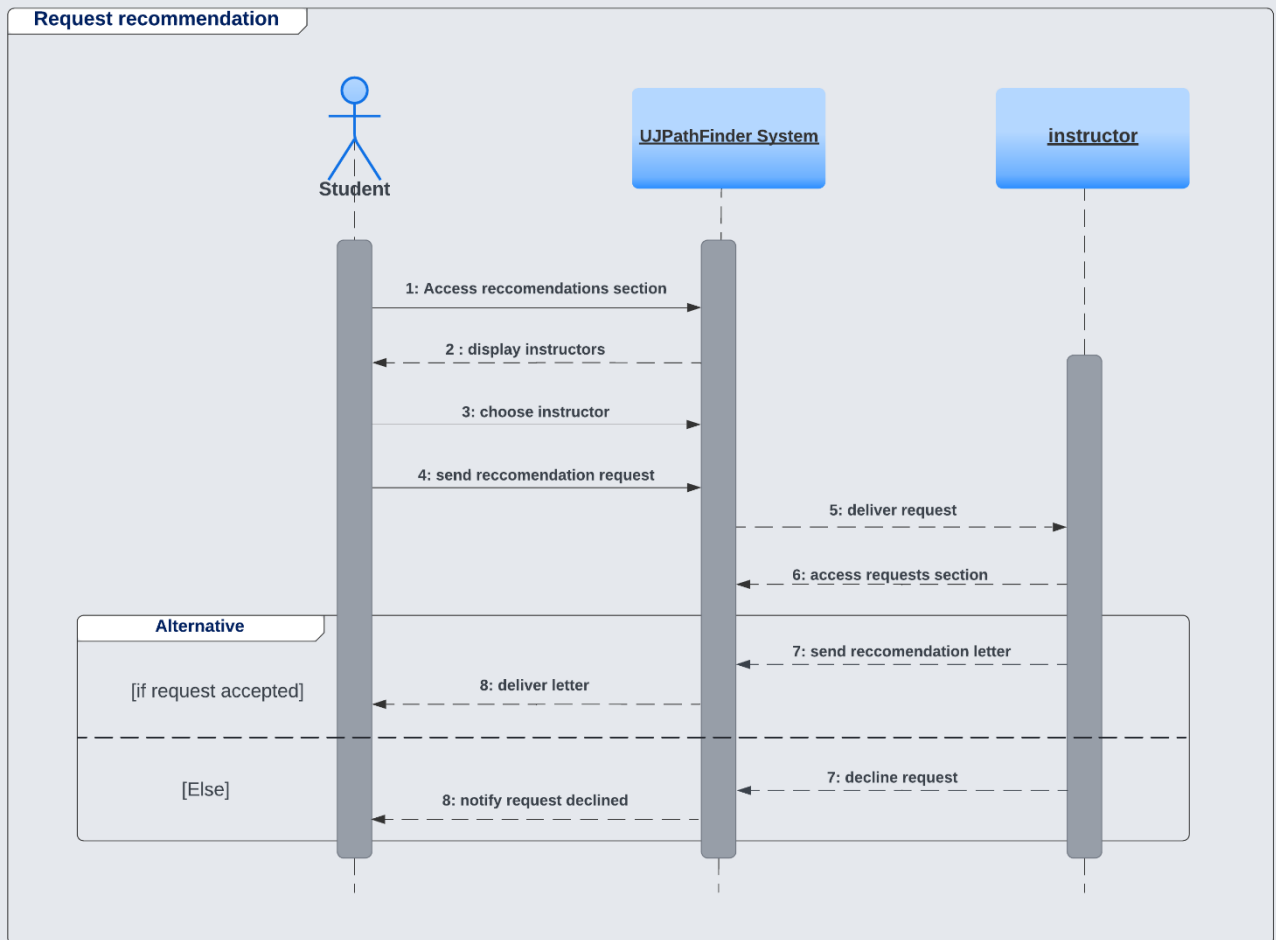 Request recommendation
Student
UJPathFinder System
instructor
1: Access reccomendations section
2 : display instructors
3: choose instructor
4: send reccomendation request
5: deliver request
6: access requests section
Alternative
7: send reccomendation letter
[if request accepted]
8: deliver letter
[Else]
7: decline request
8: notify request declined